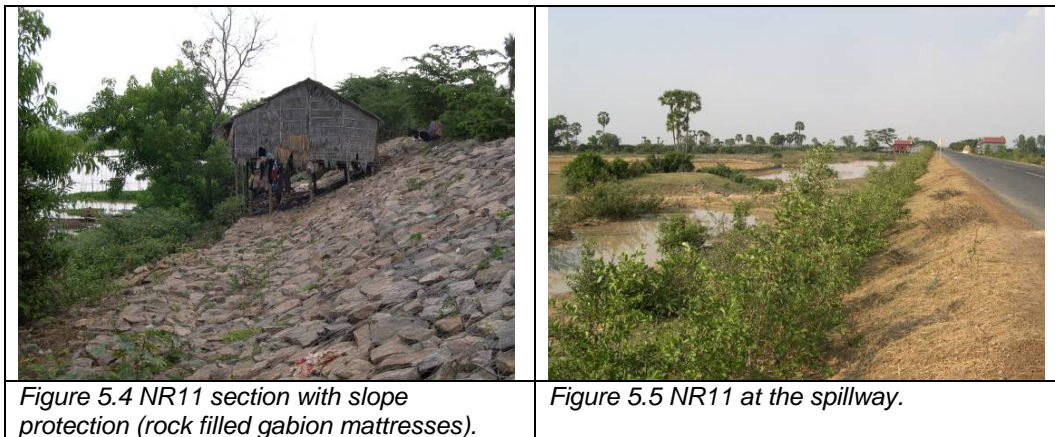 Figure 5.4 NR11 section with slope
protection (rock filled gabion mattresses).
Figure 5.5 NR11 at the spillway.